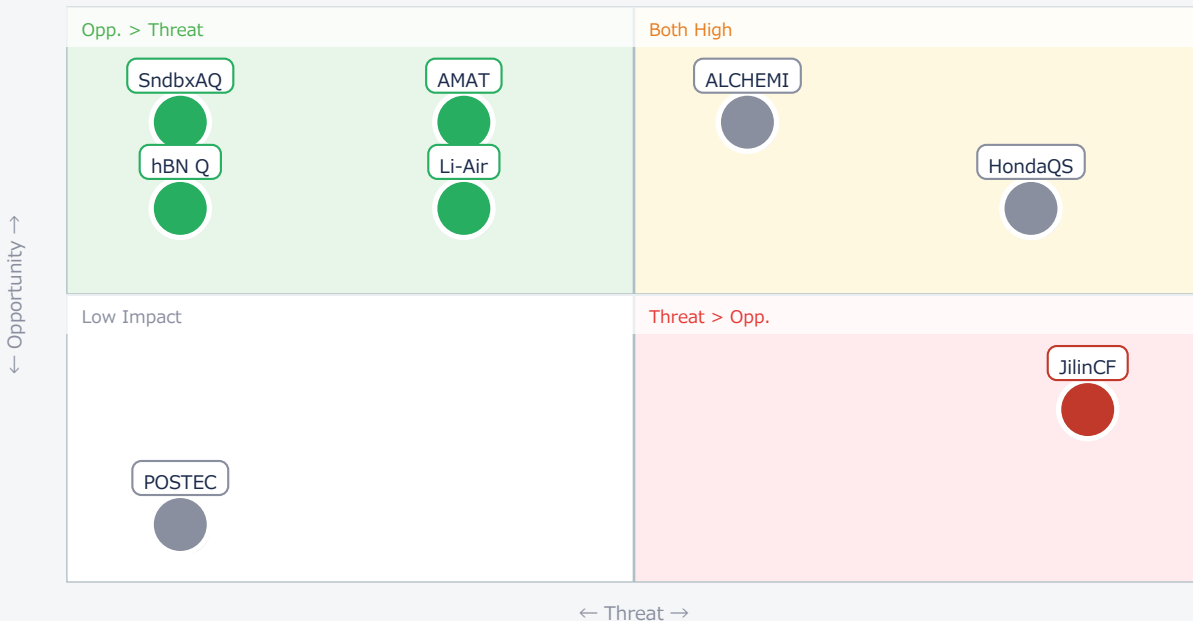 Opp. > Threat
Both High
SndbxAQ
AMAT
ALCHEMI
hBN Q
Li-Air
HondaQS
← Opportunity →
Low Impact
Threat > Opp.
JilinCF
POSTEC
← Threat →